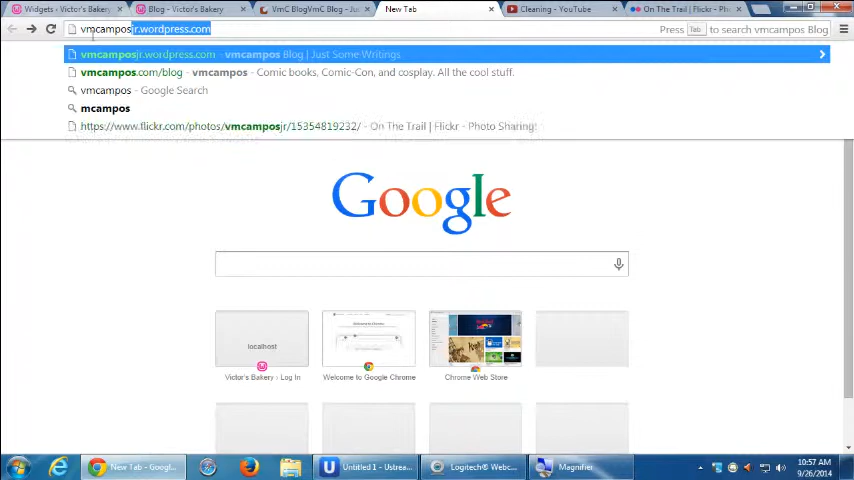 Widgets ‹ Victor's Bakery
Blog - Victor's Bakery
VmC BlogVmC Blog - Just
New Tab
Cleaning - YouTube
On The Trail | Flickr - Pho
vmcamposjr.wordpress.com
Press Tab to search vmcampos Blog
vmcamposjr.wordpress.com - vmcampos Blog | Just Some Writings
vmcampos.com/blog - vmcampos - Comic books, Comic-Con, and cosplay. All the cool stuff.
vmcampos - Google Search
mcampos
https://www.flickr.com/photos/vmcamposjr/15354819232/ - On The Trail | Flickr - Photo Sharing!
Google
localhost
Victor's Bakery › Log In
Welcome to Google Chrome
Chrome Web Store
New Tab - Googl...
Untitled 1 - Ustrea...
Logitech® Webc...
Magnifier
10:57 AM
9/26/2014